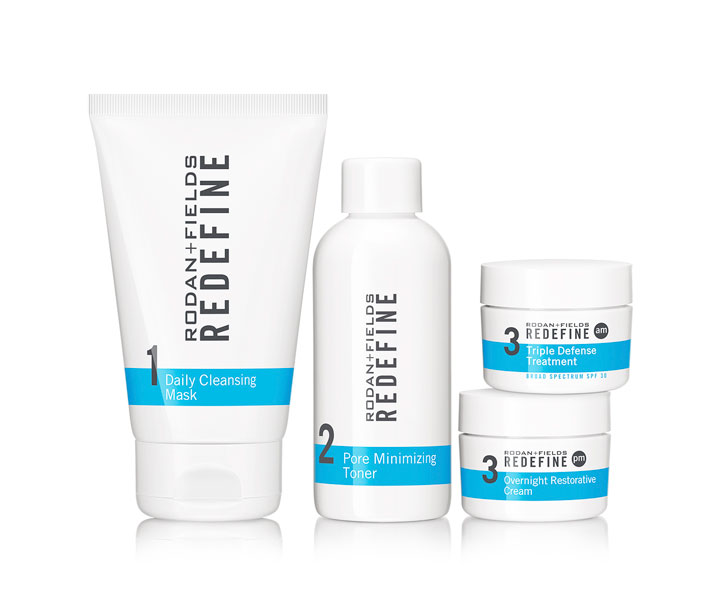 RODAN+FIELDS
REDEFINE
1
Daily Cleansing
Mask
RODAN+FIELDS
REDEFINE
2
Pore Minimizing
Toner
RODAN+FIELDS
REDEFINE am
3
Triple Defense
Treatment
BROAD SPECTRUM SPF 30
RODAN+FIELDS
REDEFINE pm
3
Overnight Restorative
Cream